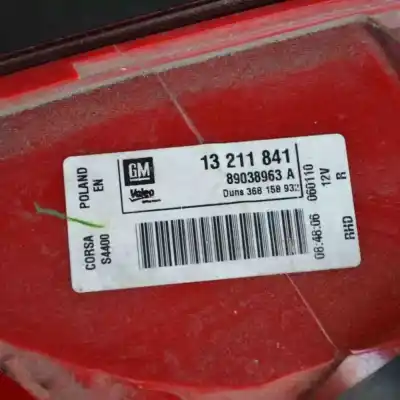 POLAND
EN
CORSA
S4400
GM
Valeo
13 211 841
89038963 A
Duns 368 158 932
060110
12V
R
08:48:06
RHD